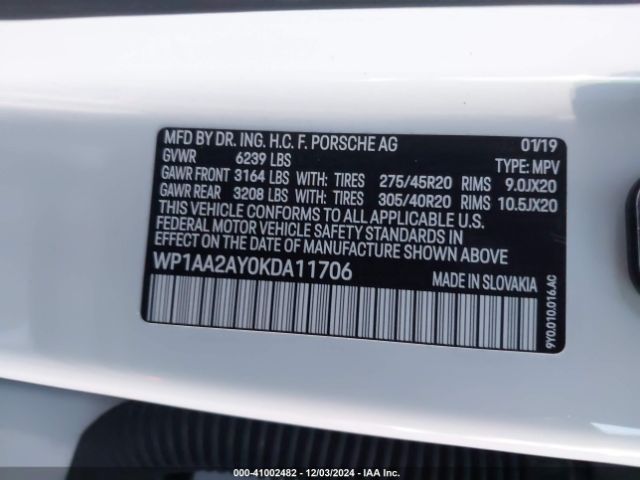 MFD BY DR. ING. H.C. F. PORSCHE AG 01/19
GVWR 6239 LBS TYPE: MPV
GAWR FRONT 3164 LBS WITH: TIRES 275/45R20 RIMS 9.0JX20
GAWR REAR 3208 LBS WITH: TIRES 305/40R20 RIMS 10.5JX20
THIS VEHICLE CONFORMS TO ALL APPLICABLE U.S.
FEDERAL MOTOR VEHICLE SAFETY STANDARDS
IN EFFECT ON THE DATE OF MANUFACTURE SHOWN ABOVE.
WP1AA2AY0KDA11706 MADE IN SLOVAKIA
9Y0.010.016.AC
000-41002482 - 12/03/2024 - IAA Inc.